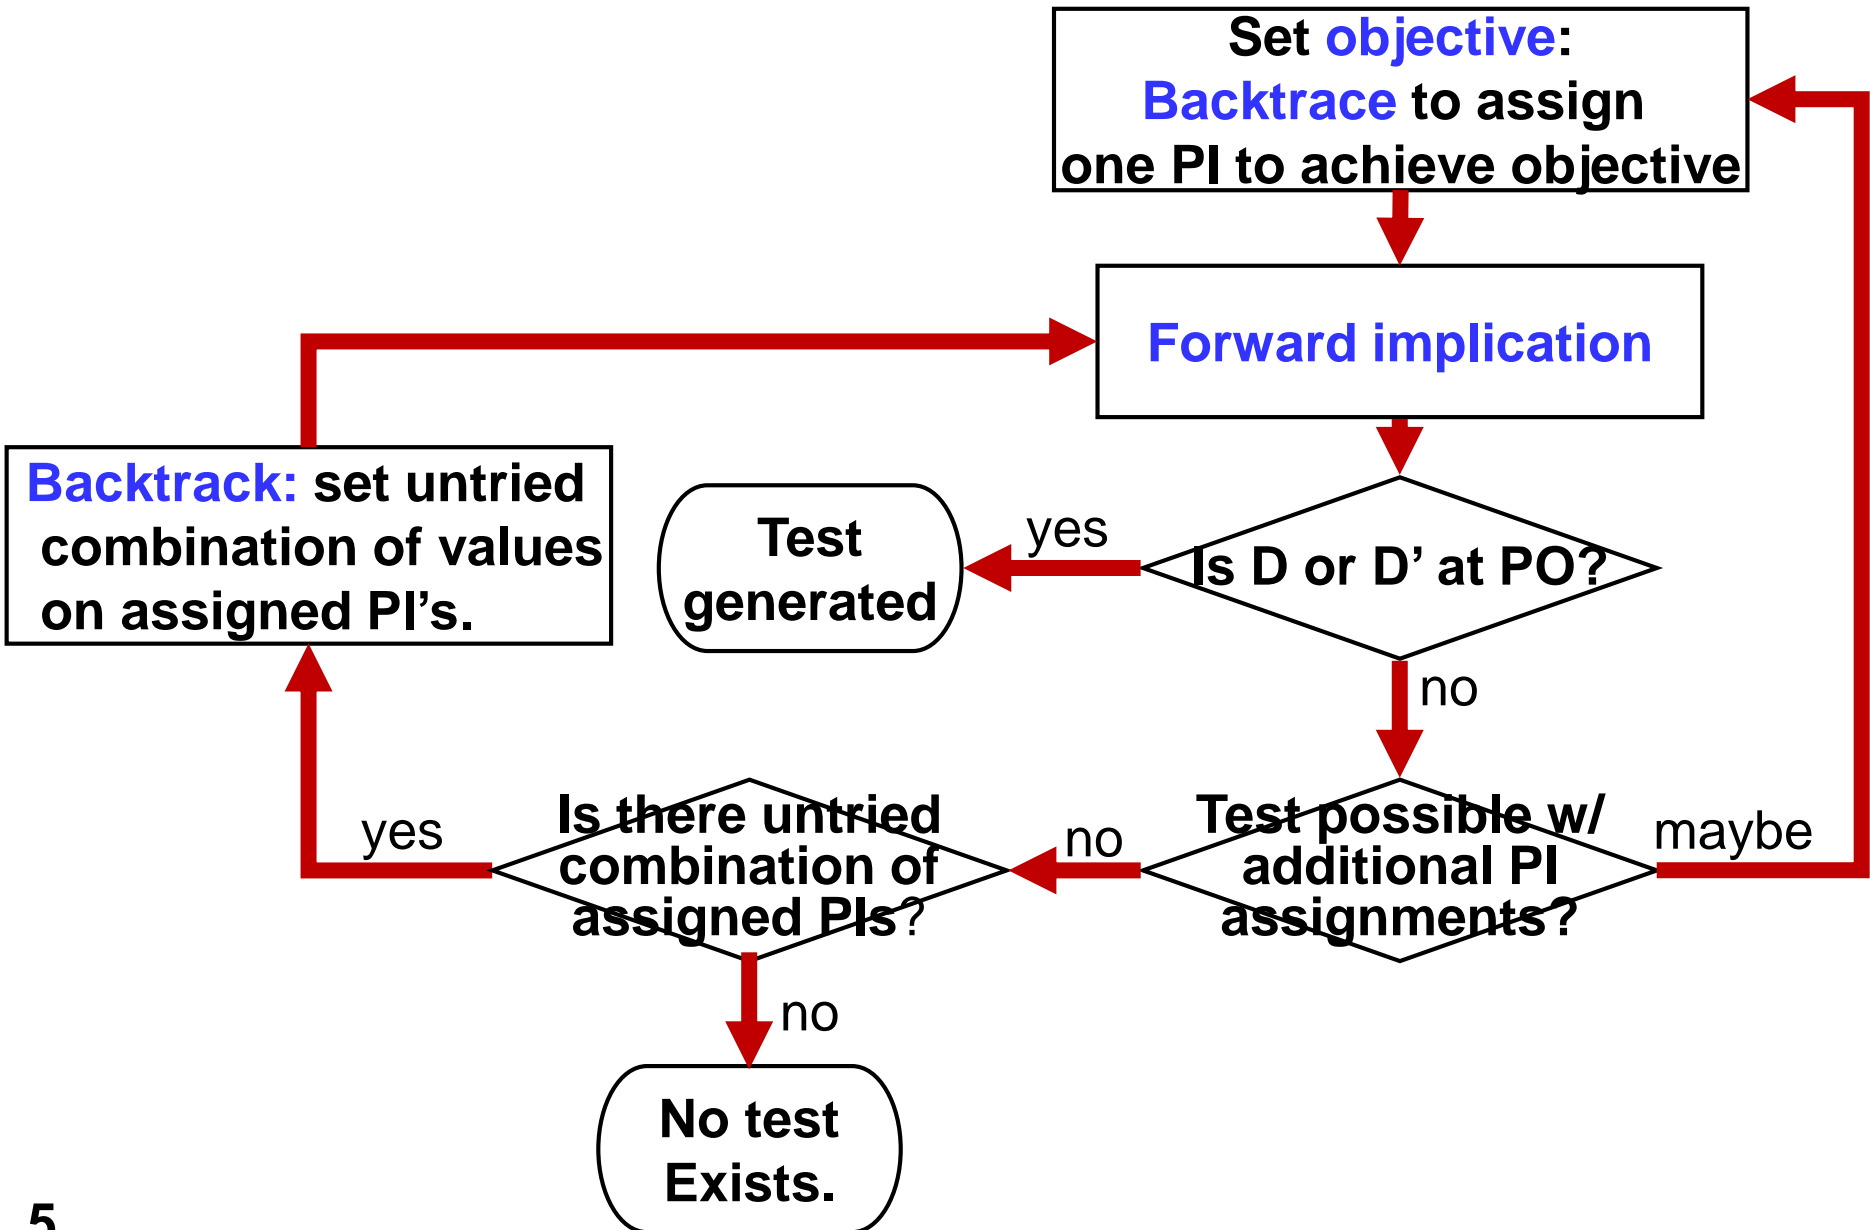 Set objective:
Backtrace to assign
one PI to achieve objective
Forward implication
Backtrack: set untried
combination of values
on assigned PI's.
Test
generated
yes
Is D or D’ at PO?
no
yes
Is there untried
combination of
assigned PIs?
no
Test possible w/
additional PI
assignments?
maybe
no
No test
Exists.
5